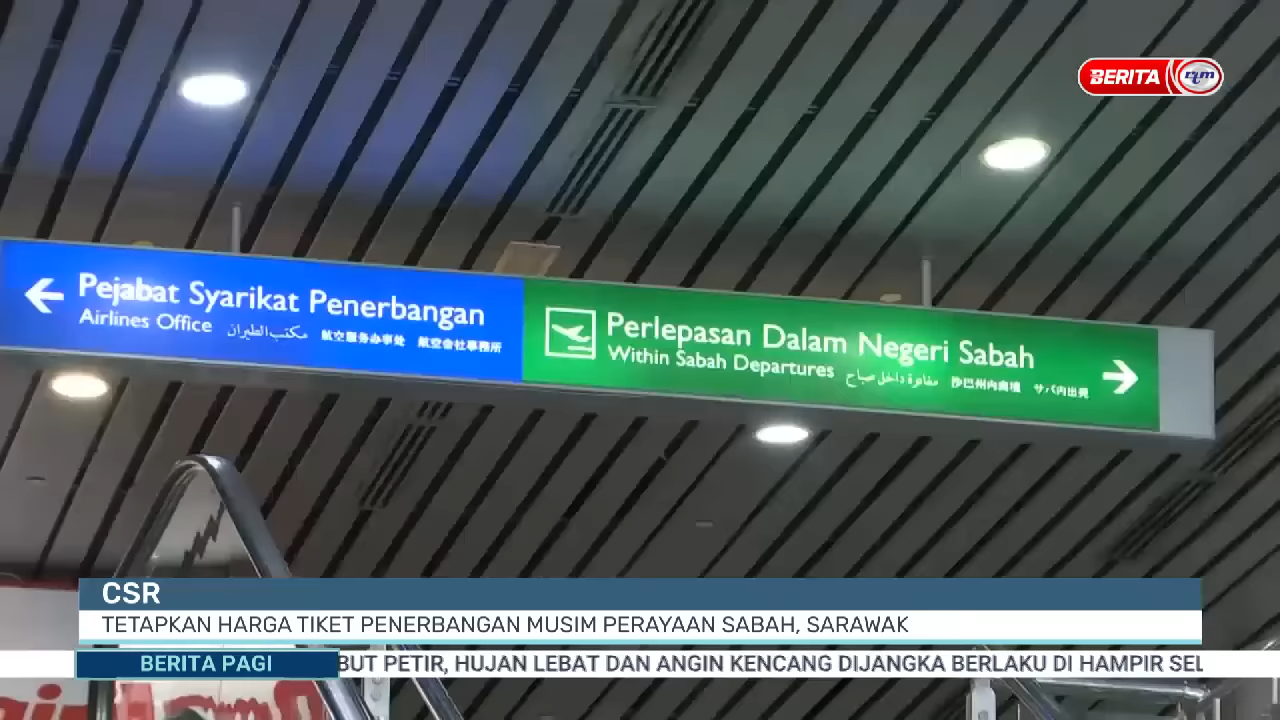 BERITA rtm
Pejabat Syarikat Penerbangan
Airlines Office مكتب الطيران 航空服务办事处 航空会社事務所
Perlepasan Dalam Negeri Sabah
Within Sabah Departures مغادرة داخل صباح 沙巴州内离境 サバ内出発
CSR
TETAPKAN HARGA TIKET PENERBANGAN MUSIM PERAYAAN SABAH, SARAWAK
BERITA PAGI
BUT PETIR, HUJAN LEBAT DAN ANGIN KENCANG DIJANGKA BERLAKU DI HAMPIR SEL